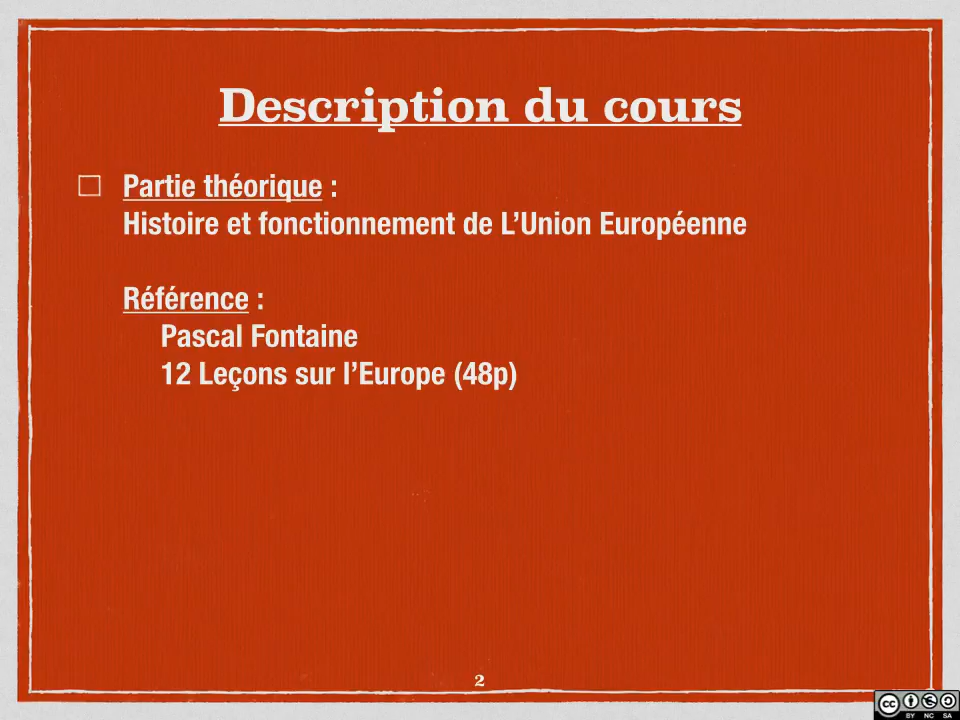 Description du cours
Partie théorique :
Histoire et fonctionnement de L’Union Européenne
Référence :
Pascal Fontaine
12 Leçons sur l’Europe (48p)
2
cc
BY NC SA